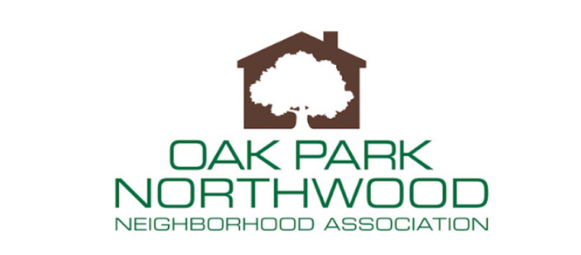 OAK PARK
NORTHWOOD
NEIGHBORHOOD ASSOCIATION